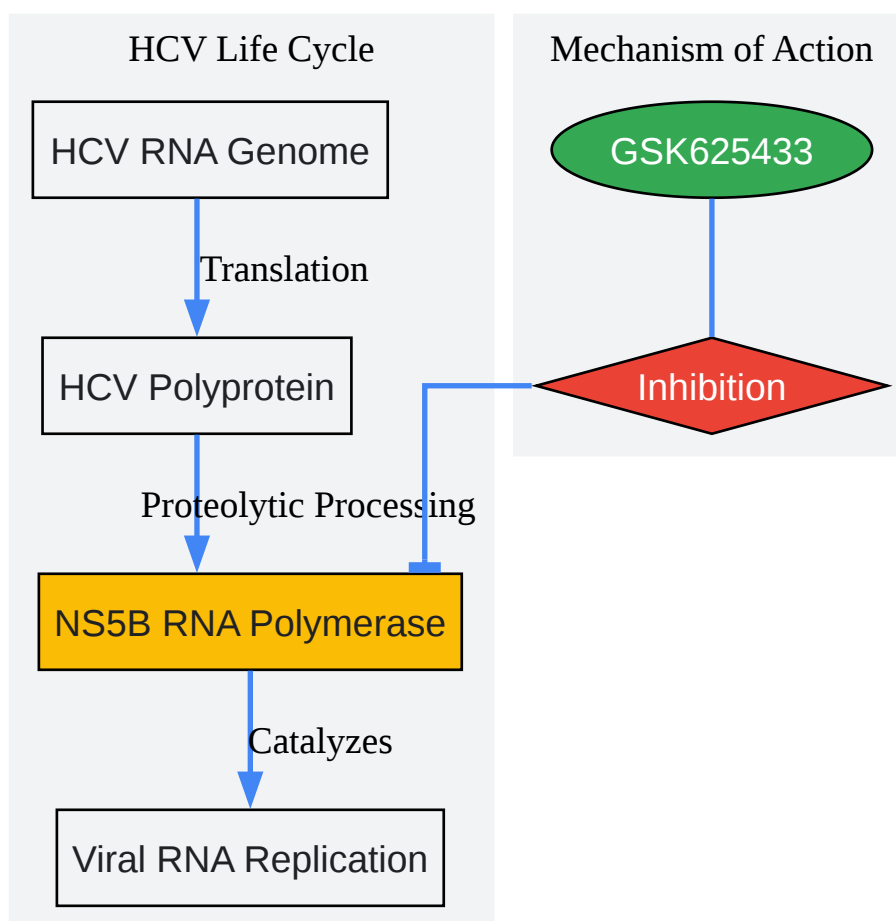 HCV Life Cycle
HCV RNA Genome
Translation
HCV Polyprotein
Proteolytic Processing
NS5B RNA Polymerase
Catalyzes
Viral RNA Replication
Mechanism of Action
GSK625433
Inhibition